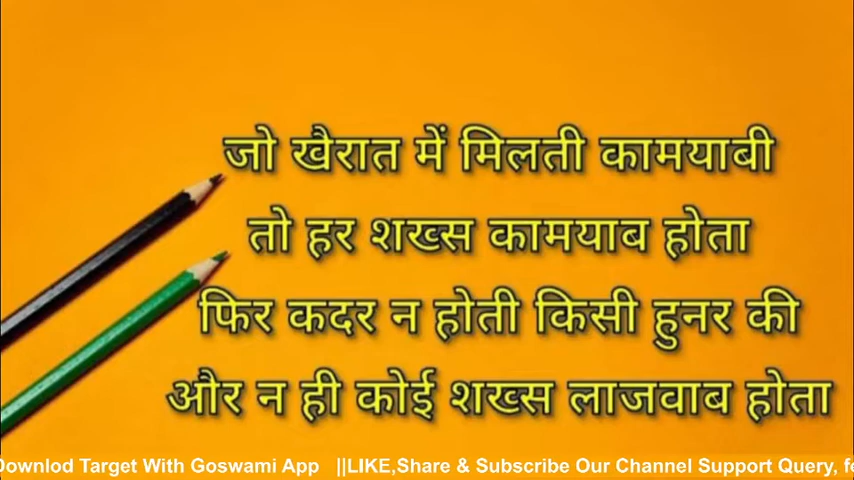 जो खैरात में मिलती कामयाबी
तो हर शख्स कामयाब होता
फिर कदर न होती किसी हुनर की
और न ही कोई शख्स लाजवाब होता
Downlod Target With Goswami App ||LIKE,Share & Subscribe Our Channel Support Query,